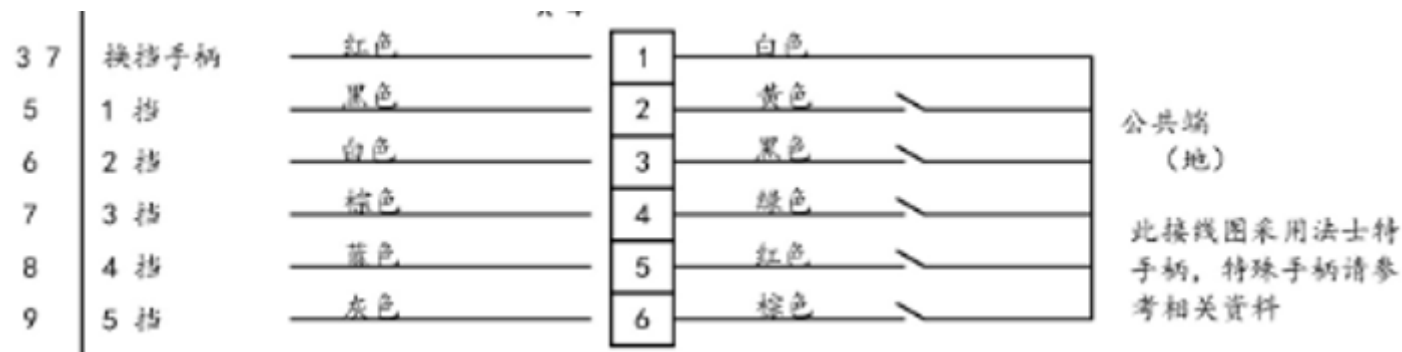 37 换挡手柄 红色 1 白色
5 1挡 黑色 2 黄色
6 2挡 白色 3 黑色
7 3挡 棕色 4 绿色
8 4挡 蓝色 5 红色
9 5挡 灰色 6 棕色
公共端
（地）
此接线图采用法士特
手柄，特殊手柄请参
考相关资料